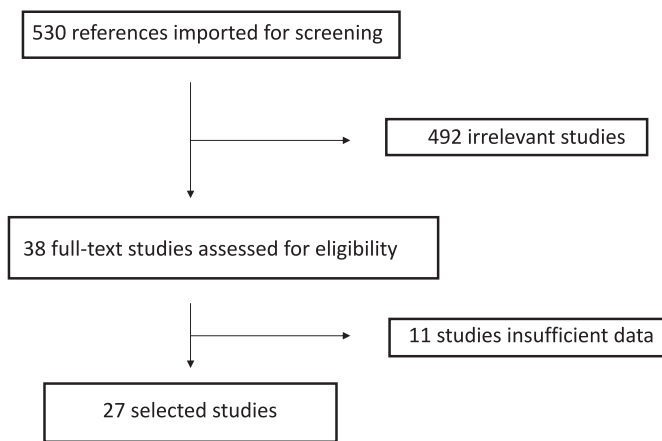 530 references imported for screening
492 irrelevant studies
38 full-text studies assessed for eligibility
11 studies insufficient data
27 selected studies